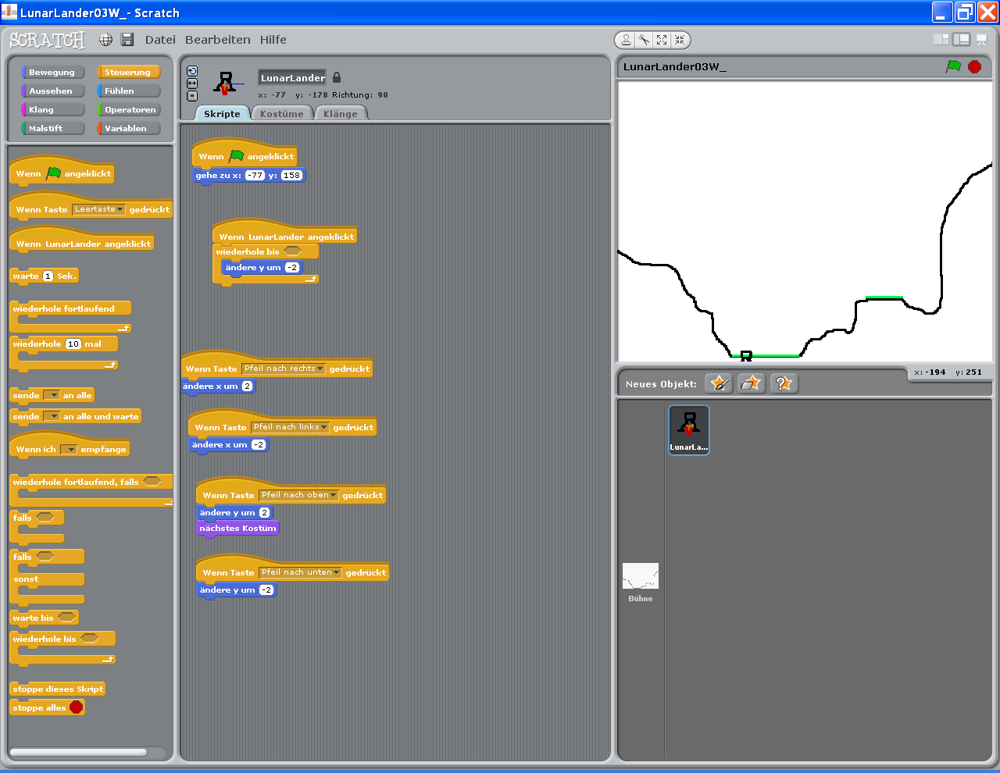 LunarLander03W_ - Scratch
SCRATCH Datei Bearbeiten Hilfe
Bewegung Steuerung
Aussehen Fühlen
Klang Operatoren
Malstift Variablen
Wenn angeklickt
Wenn Taste Leertaste gedrückt
Wenn LunarLander angeklickt
warte 1 Sek.
wiederhole fortlaufend
wiederhole 10 mal
sende an alle
sende an alle und warte
Wenn ich empfange
wiederhole fortlaufend, falls
falls
falls
sonst
warte bis
wiederhole bis
stoppe dieses Skript
stoppe alles
LunarLander
x: -77 y: -178 Richtung: 90
Skripte Kostüme Klänge
Wenn angeklickt
gehe zu x: -77 y: 158
Wenn LunarLander angeklickt
wiederhole bis
ändere y um -2
Wenn Taste Pfeil nach rechts gedrückt
ändere x um 2
Wenn Taste Pfeil nach links gedrückt
ändere x um -2
Wenn Taste Pfeil nach oben gedrückt
ändere y um 2
nächstes Kostüm
Wenn Taste Pfeil nach unten gedrückt
ändere y um -2
LunarLander03W_
x: -194 y: 251
Neues Objekt:
LunarLa...
Bühne